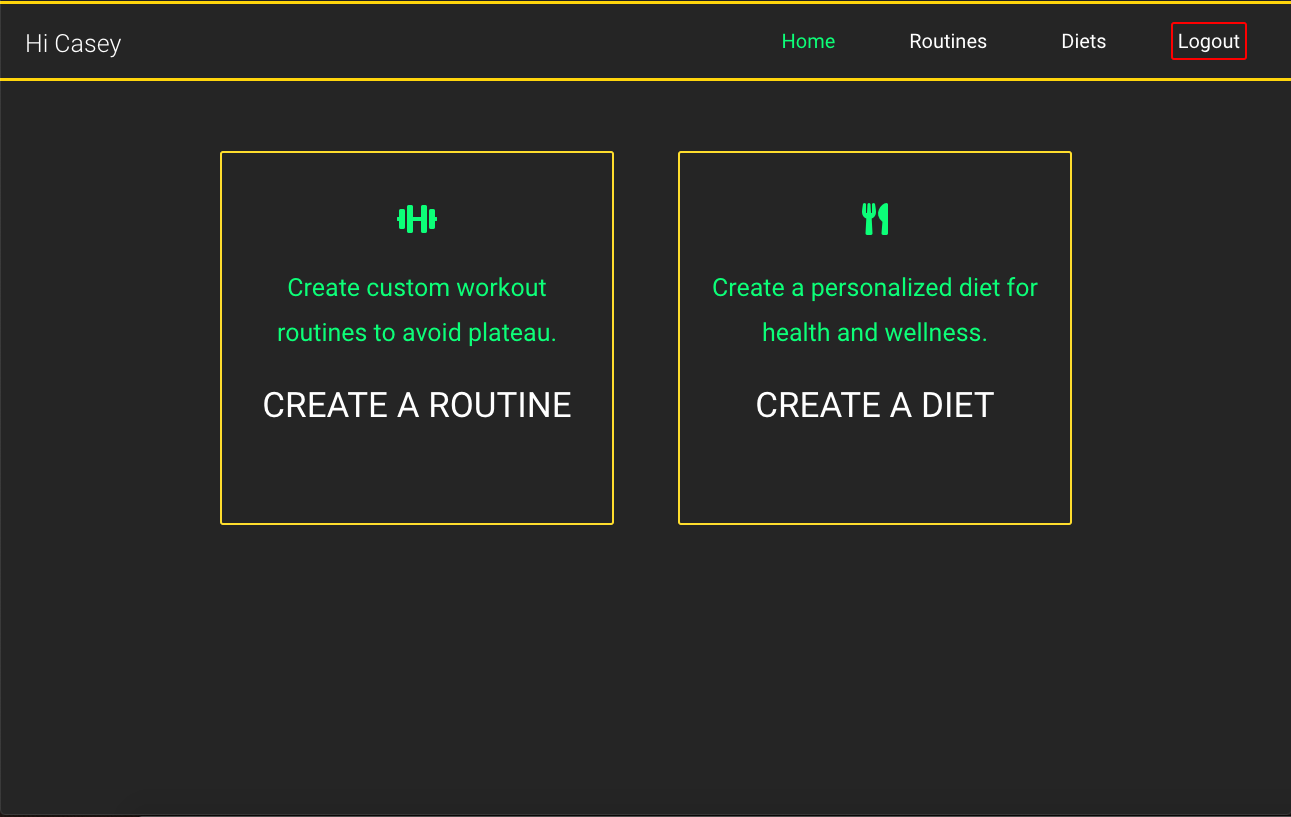 Hi Casey
Home
Routines
Diets
Logout
Create custom workout
routines to avoid plateau.
CREATE A ROUTINE
Create a personalized diet for
health and wellness.
CREATE A DIET